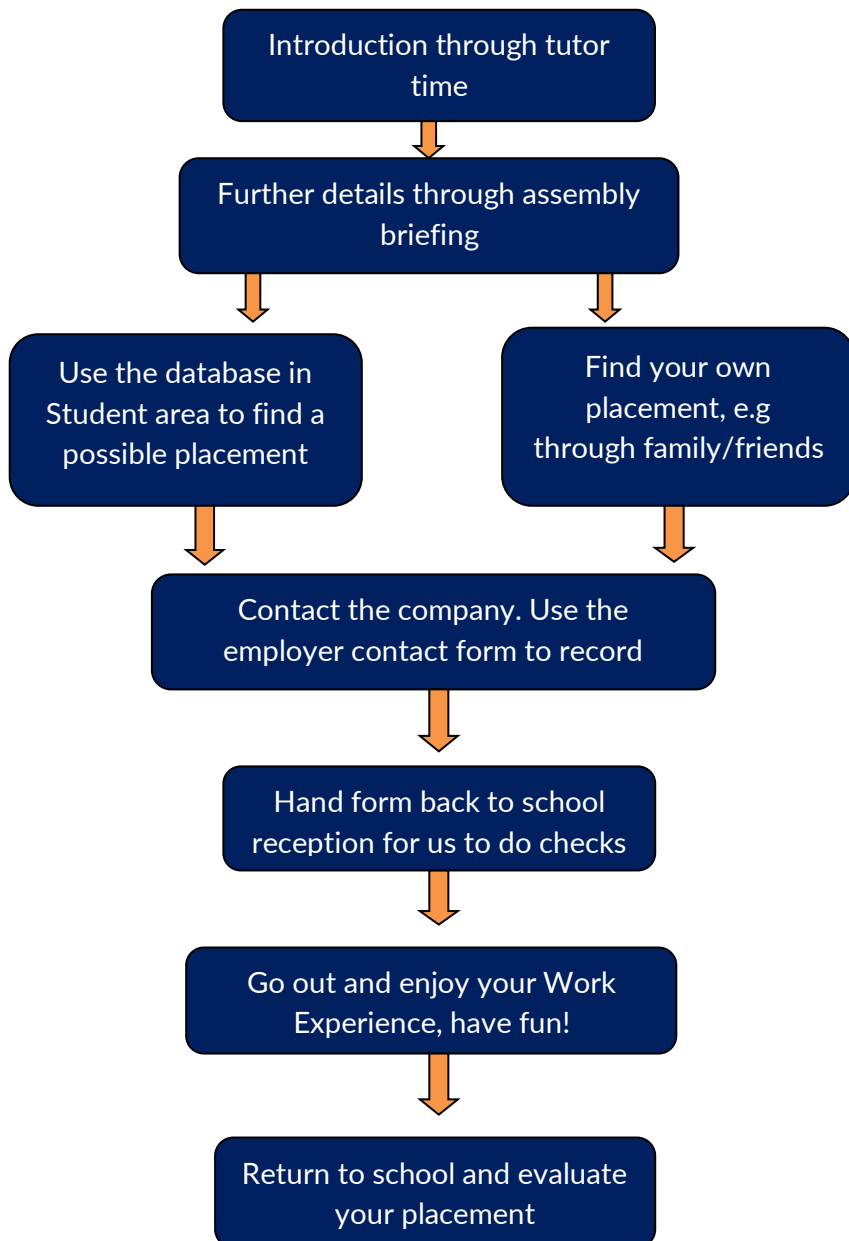 Introduction through tutor
time
Further details through assembly
briefing
Use the database in
Student area to find a
possible placement
Find your own
placement, e.g
through family/friends
Contact the company. Use the
employer contact form to record
Hand form back to school
reception for us to do checks
Go out and enjoy your Work
Experience, have fun!
Return to school and evaluate
your placement